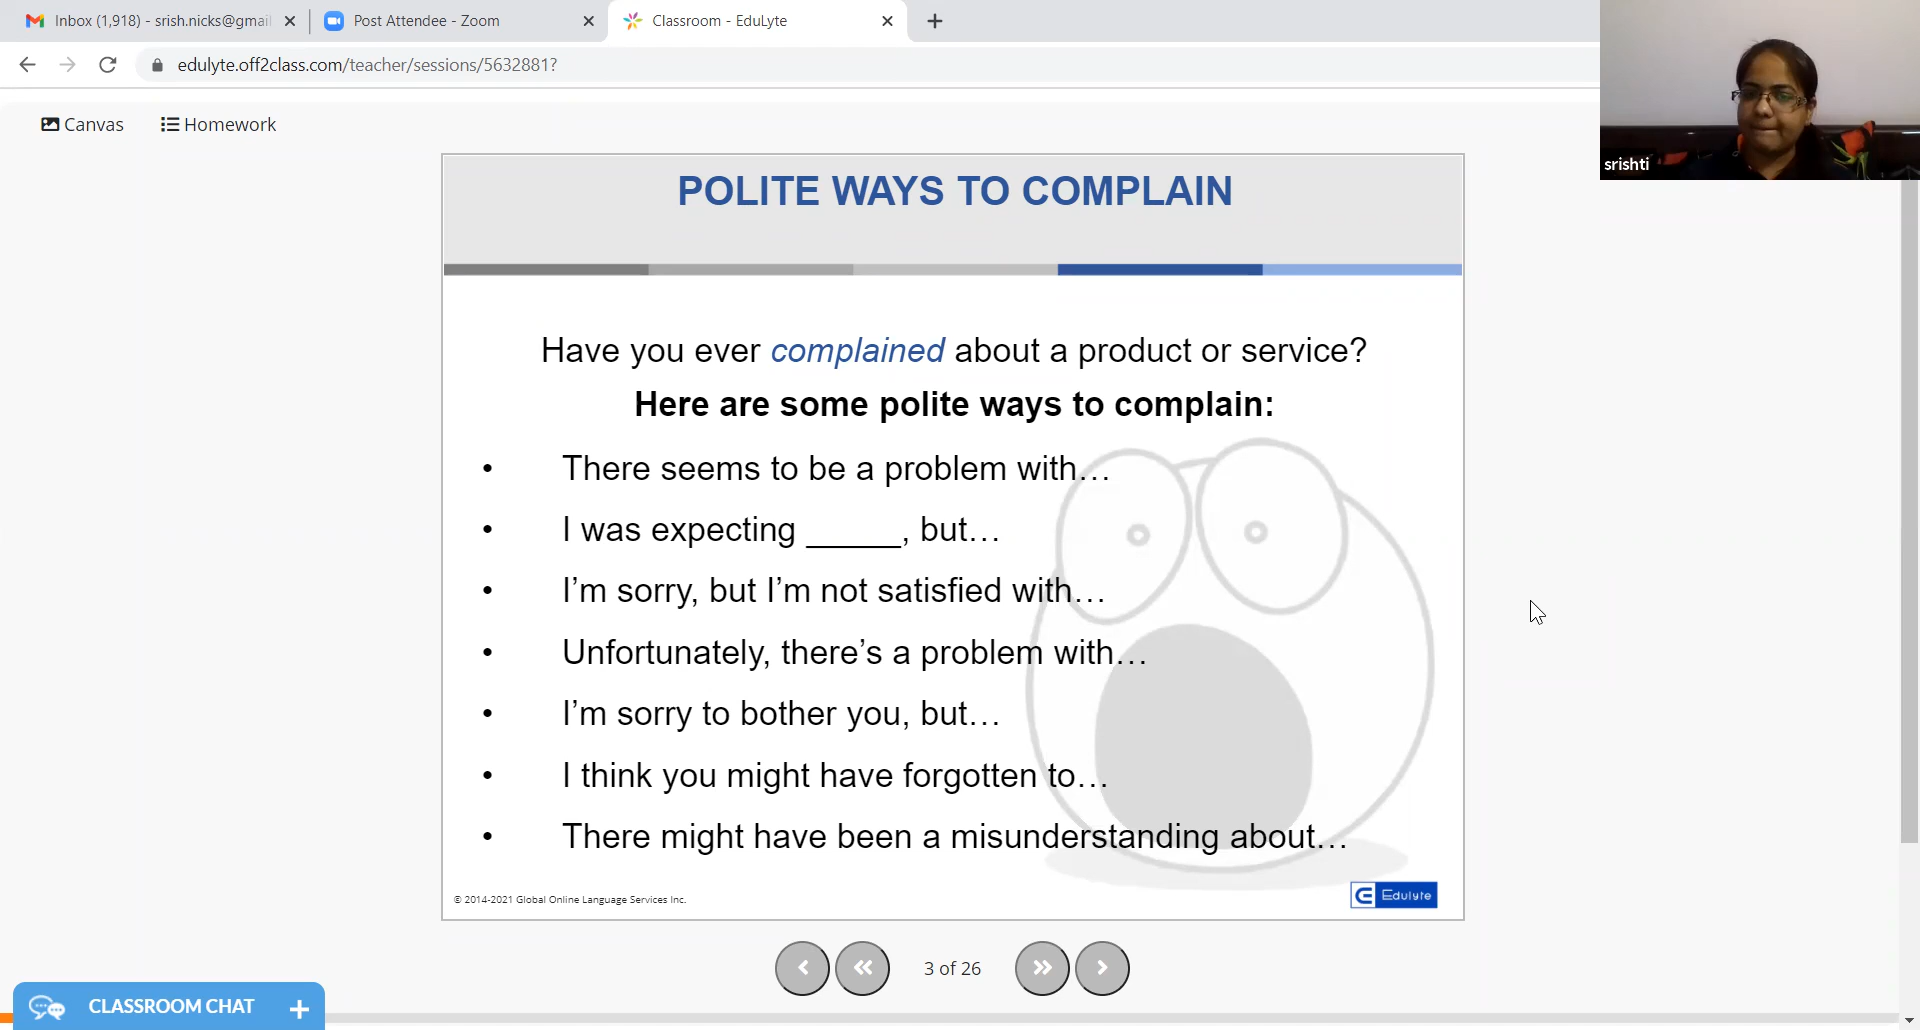 Inbox (1,918) - srish.nicks@gmai
Post Attendee - Zoom
Classroom - EduLyte
edulyte.off2class.com/teacher/sessions/5632881?
Canvas
Homework
srishti
POLITE WAYS TO COMPLAIN
Have you ever complained about a product or service?
Here are some polite ways to complain:
• There seems to be a problem with…
• I was expecting _____, but…
• I’m sorry, but I’m not satisfied with…
• Unfortunately, there’s a problem with…
• I’m sorry to bother you, but…
• I think you might have forgotten to…
• There might have been a misunderstanding about…
© 2014-2021 Global Online Language Services Inc.
Edulyte
3 of 26
CLASSROOM CHAT +